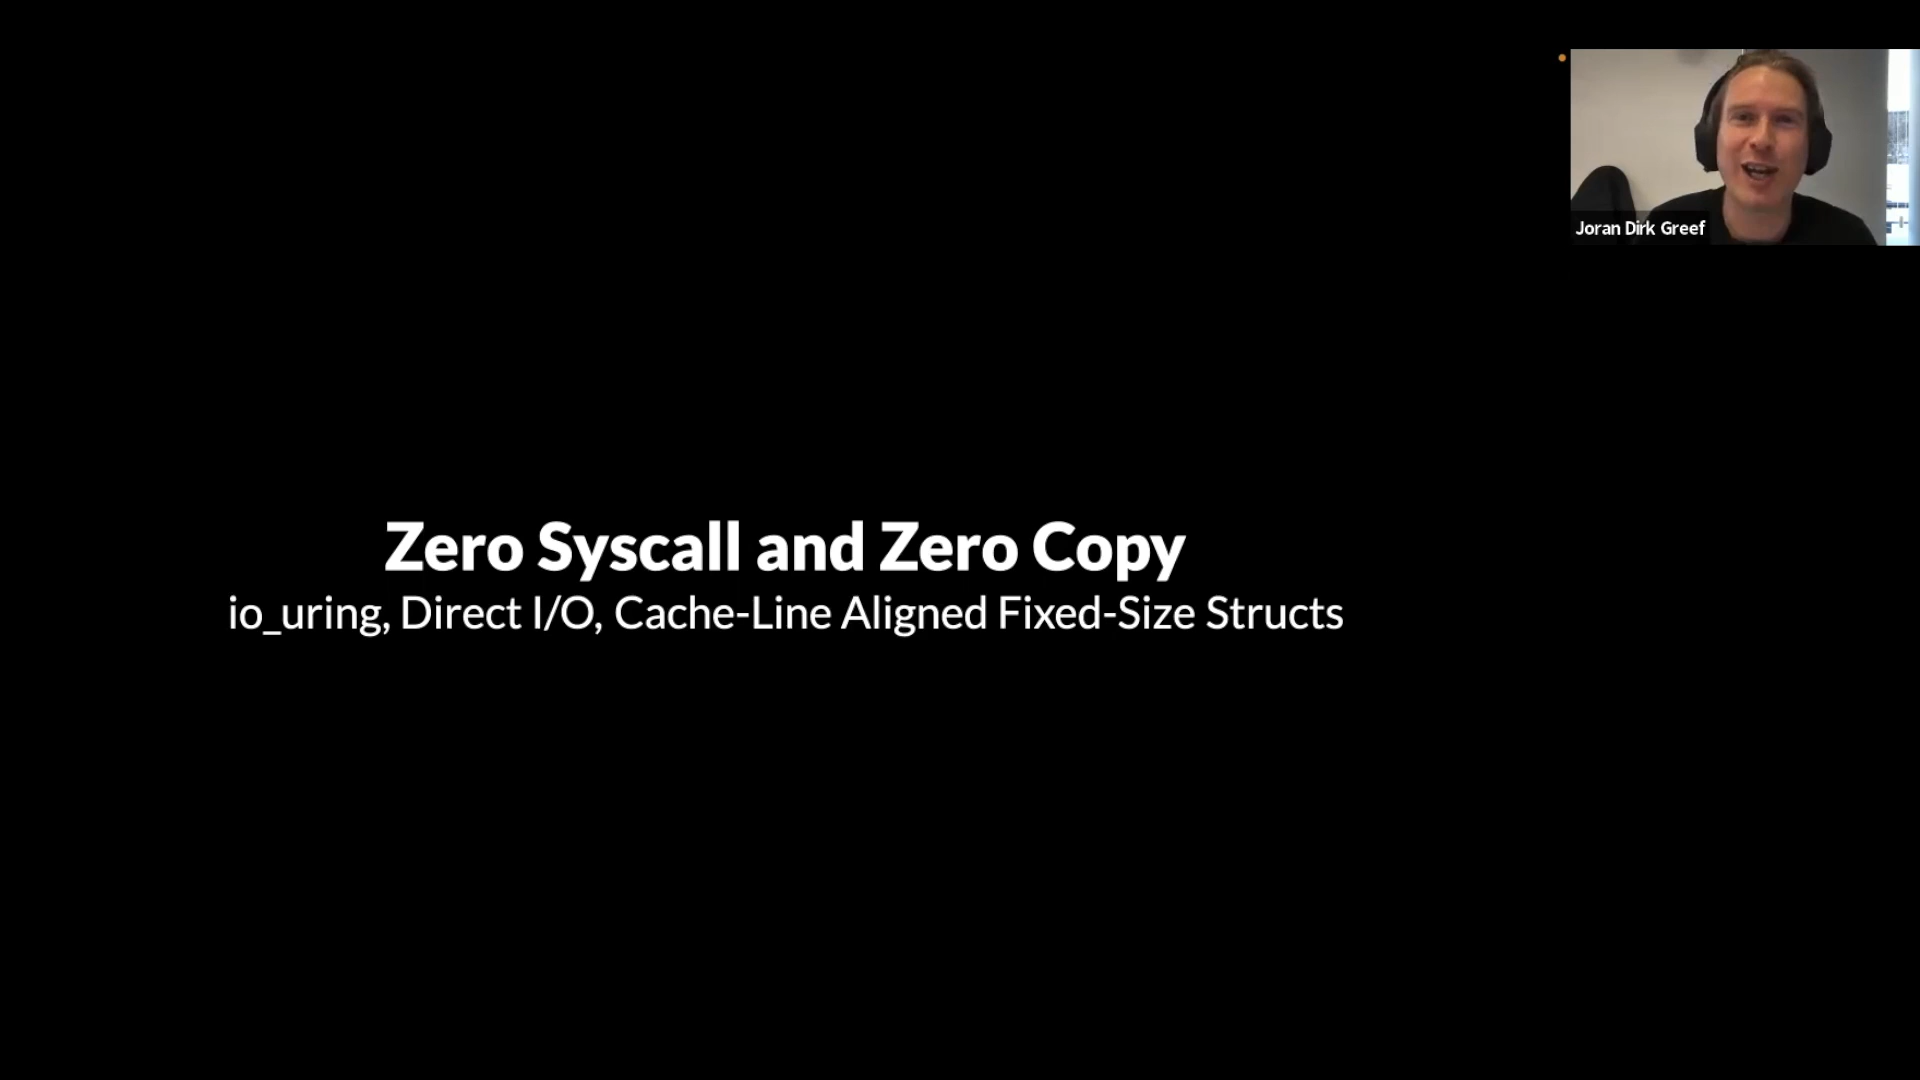 Joran Dirk Greef
Zero Syscall and Zero Copy
io_uring, Direct I/O, Cache-Line Aligned Fixed-Size Structs